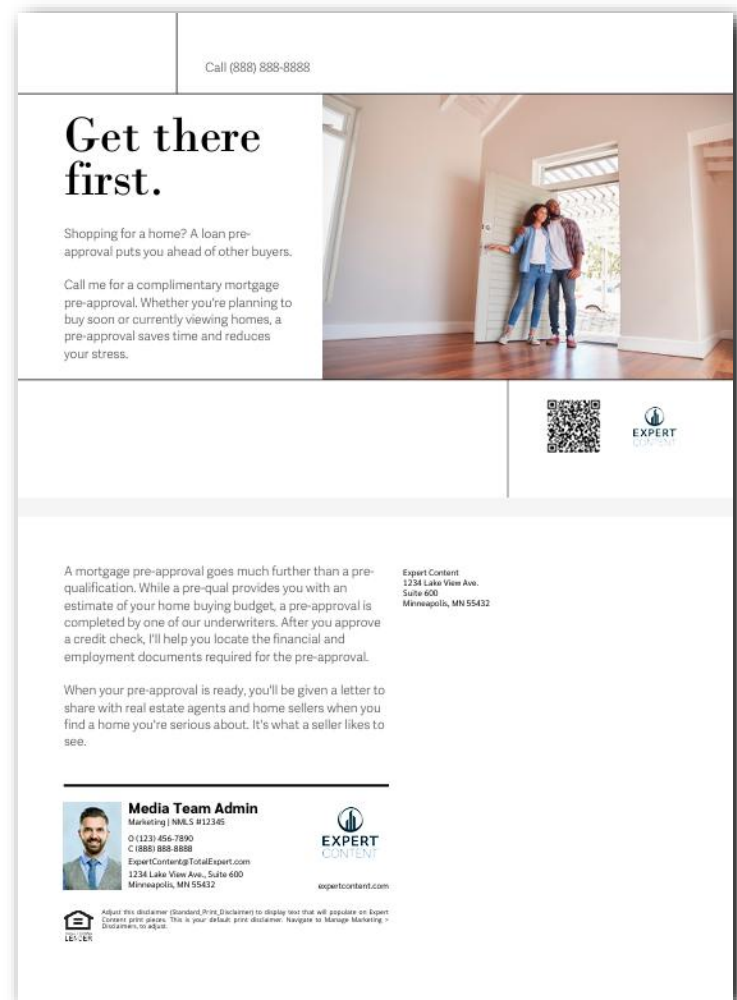 Call (888) 888-8888
Get there
first.
Shopping for a home? A loan pre-
approval puts you ahead of other buyers.
Call me for a complimentary mortgage
pre-approval. Whether you're planning to
buy soon or currently viewing homes, a
pre-approval saves time and reduces
your stress.
EXPERT
CONTENT
A mortgage pre-approval goes much further than a pre-
qualification. While a pre-qual provides you with an
estimate of your home buying budget, a pre-approval is
completed by one of our underwriters. After you approve
a credit check, I'll help you locate the financial and
employment documents required for the pre-approval.
When your pre-approval is ready, you'll be given a letter to
share with real estate agents and home sellers when you
find a home you're serious about. It's what a seller likes to
see.
Expert Content
1234 Lake View Ave.
Suite 600
Minneapolis, MN 55432
Media Team Admin
Marketing | NMLS #12345
O (123) 456-7890
C (888) 888-8888
ExpertContent@TotalExpert.com
1234 Lake View Ave., Suite 600
Minneapolis, MN 55432
EXPERT
CONTENT
expertcontent.com
LENDER
Adjust this disclaimer (Standard_Print_Disclaimer) to display text that will populate on Expert
Content print pieces. This is your default print disclaimer. Navigate to Manage Marketing >
Disclaimers, to adjust.